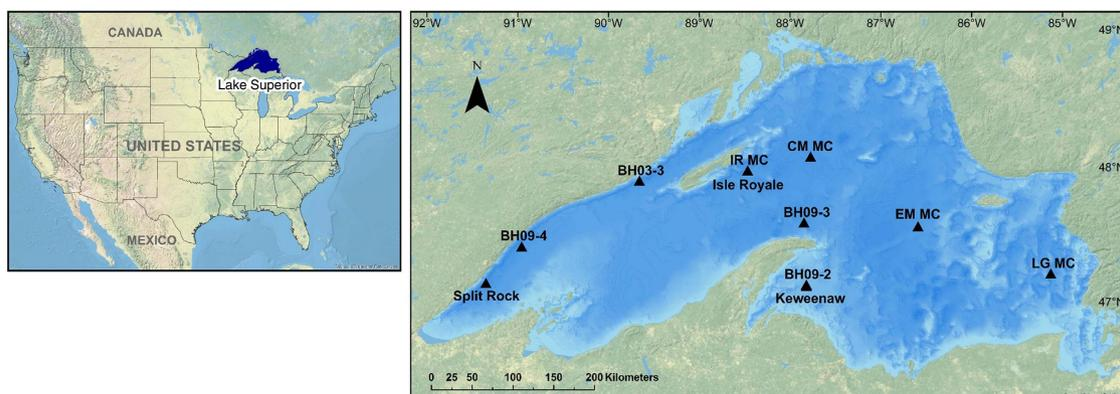 CANADA
Lake Superior
UNITED STATES
MEXICO
92°W 91°W 90°W 89°W 88°W 87°W 86°W 85°W
49°N
N
CM MC
BH03-3
IR MC
48°N
Isle Royale
BH09-3
EM MC
BH09-4
LG MC
BH09-2
Split Rock
Keweenaw
47°N
0 25 50 100 150 200 Kilometers